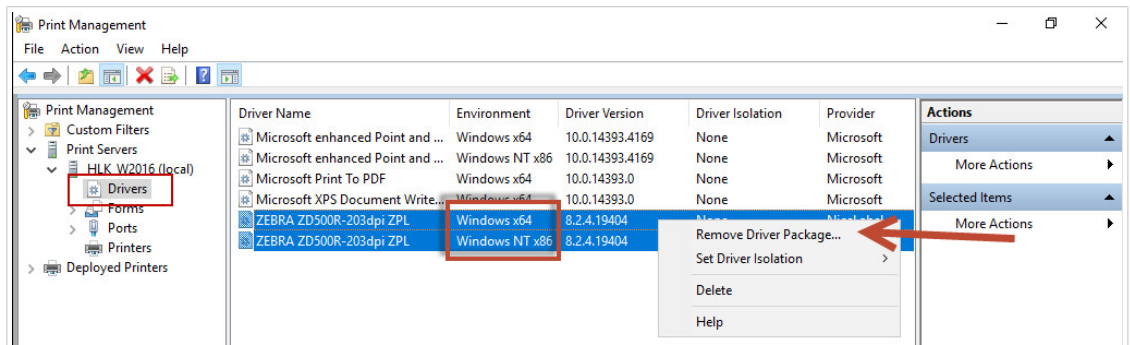 Print Management
File Action View Help
Print Management
Custom Filters
Print Servers
HLK_W2016 (local)
Drivers
Forms
Ports
Printers
Deployed Printers
Driver Name Environment Driver Version Driver Isolation Provider
Microsoft enhanced Point and ... Windows x64 10.0.14393.4169 None Microsoft
Microsoft enhanced Point and ... Windows NT x86 10.0.14393.4169 None Microsoft
Microsoft Print To PDF Windows x64 10.0.14393.0 None Microsoft
Microsoft XPS Document Write... Windows x64 10.0.14393.0 None Microsoft
ZEBRA ZD500R-203dpi ZPL Windows x64 8.2.4.19404 None NiceLabel
ZEBRA ZD500R-203dpi ZPL Windows NT x86 8.2.4.19404
Remove Driver Package...
Set Driver Isolation
Delete
Help
Actions
Drivers
More Actions
Selected Items
More Actions